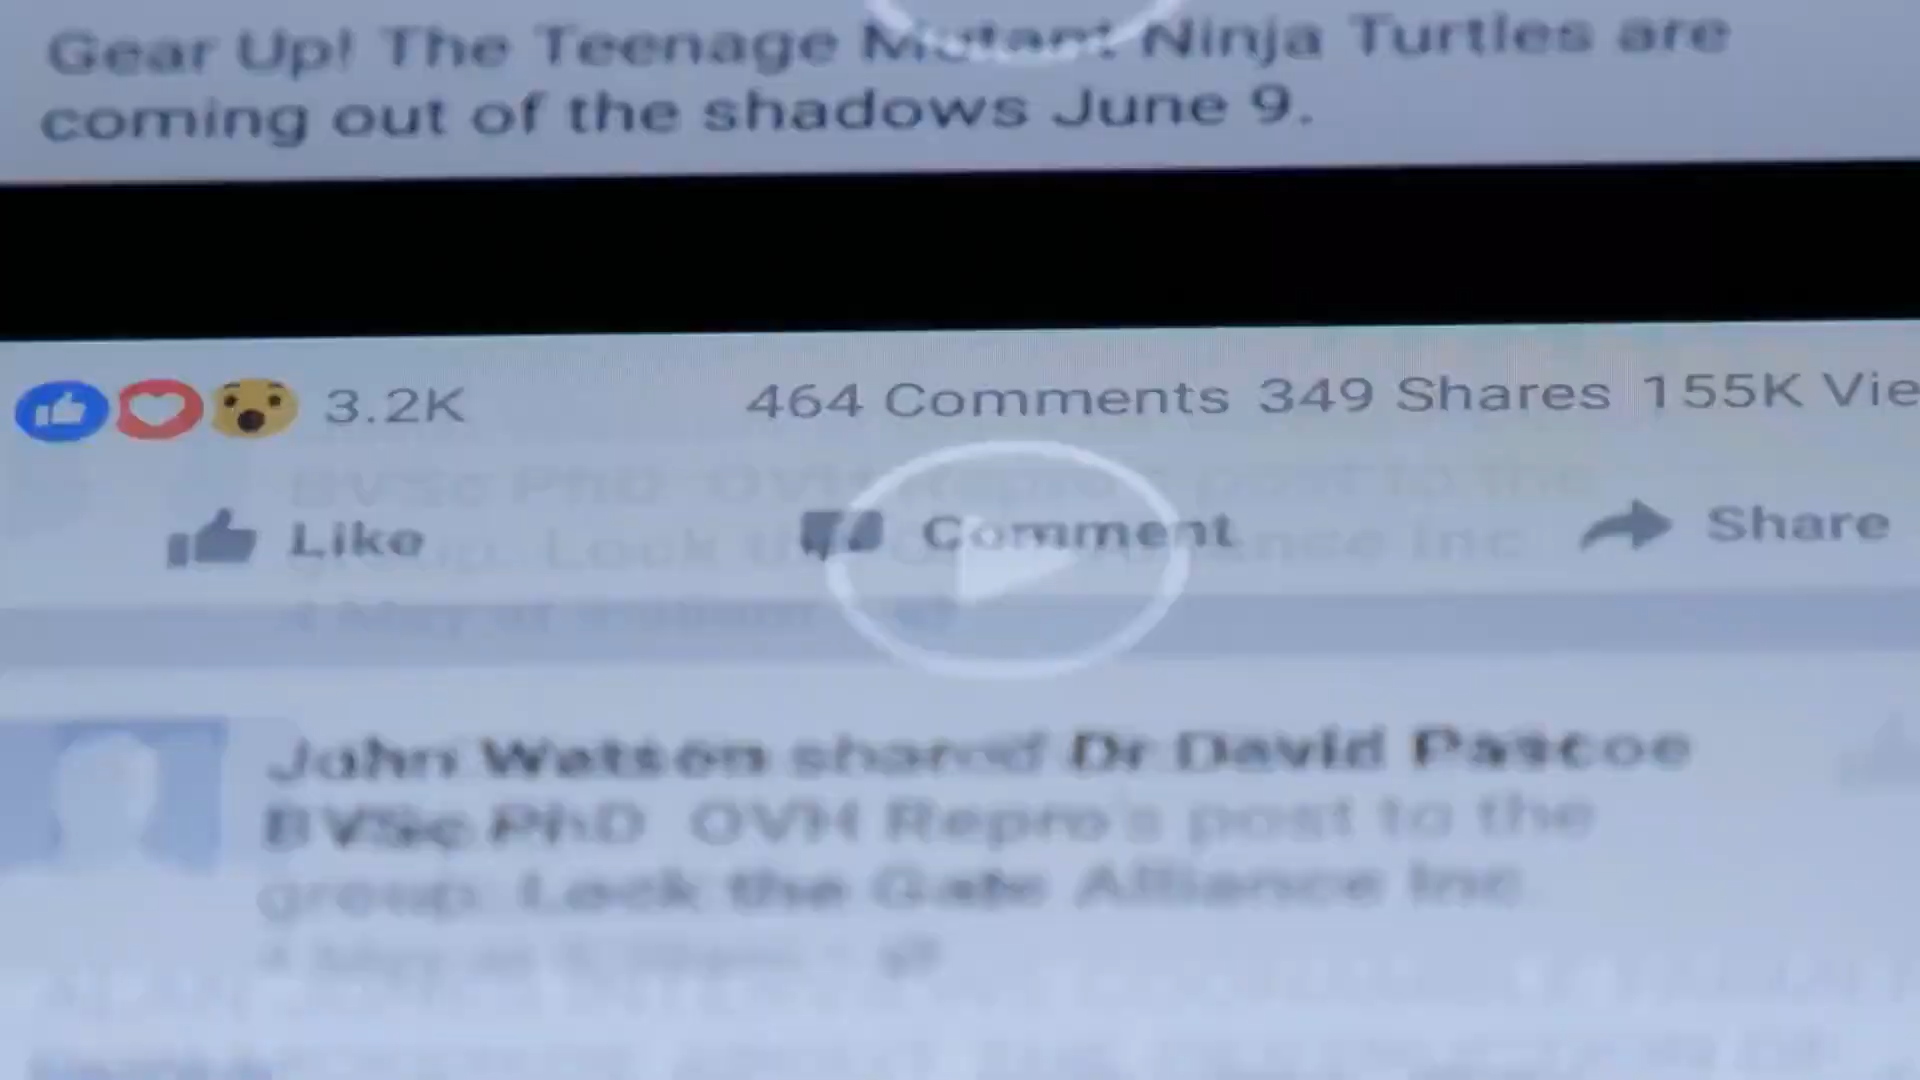 Gear Up! The Teenage Mutant Ninja Turtles are
coming out of the shadows June 9.
3.2K 464 Comments 349 Shares 155K Vie
Like Comment Share
John Watson shared Dr David Pascoe
BVSc PhD OVH Repro's post to the
group: Lock the Gate Alliance Inc